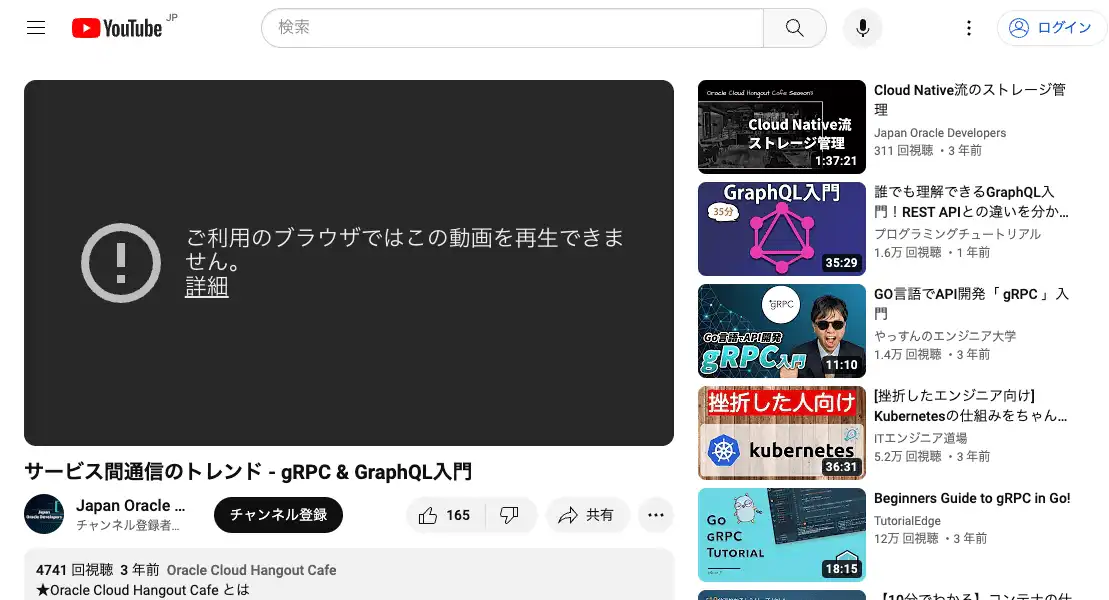 YouTube JP
検索
ログイン
ご利用のブラウザではこの動画を再生できま
せん。
詳細
サービス間通信のトレンド - gRPC & GraphQL入門
Japan Oracle ...
チャンネル登録者...
チャンネル登録
165
共有
4741 回視聴 3 年前 Oracle Cloud Hangout Cafe
★Oracle Cloud Hangout Cafe とは
Oracle Cloud Hangout Cafe Season5
Cloud Native流
ストレージ管理
1:37:21
Cloud Native流のストレージ管
理
Japan Oracle Developers
311 回視聴 ・3 年前
GraphQL入門
35分
35:29
誰でも理解できるGraphQL入
門！REST APIとの違いを分か...
プログラミングチュートリアル
1.6万 回視聴 ・1 年前
gRPC
Go言語でAPI開発
gRPC入門
11:10
GO言語でAPI開発「 gRPC 」入
門
やっすんのエンジニア大学
1.4万 回視聴 ・3 年前
挫折した人向け
kubernetes
36:31
[挫折したエンジニア向け]
Kubernetesの仕組みをちゃん...
ITエンジニア道場
5.2万 回視聴 ・3 年前
Go
gRPC
TUTORIAL
18:15
Beginners Guide to gRPC in Go!
TutorialEdge
12万 回視聴 ・3 年前
【10分でわかる】コンテナの仕